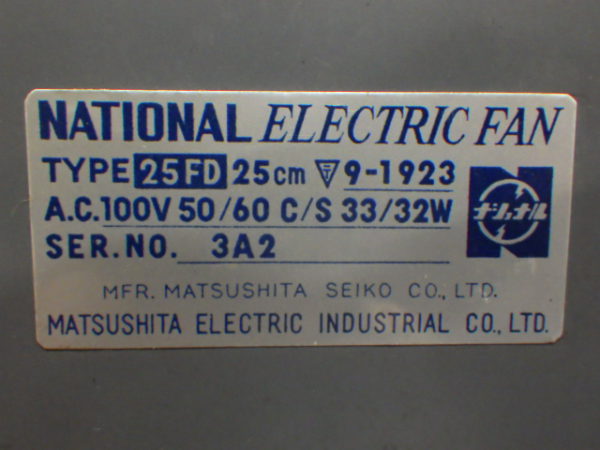 NATIONAL ELECTRIC FAN
TYPE 25FD 25cm 〒 9-1923
A.C. 100V 50/60 C/S 33/32W
ナショナル
SER.NO. 3A2
MFR. MATSUSHITA SEIKO CO., LTD.
MATSUSHITA ELECTRIC INDUSTRIAL CO., LTD.